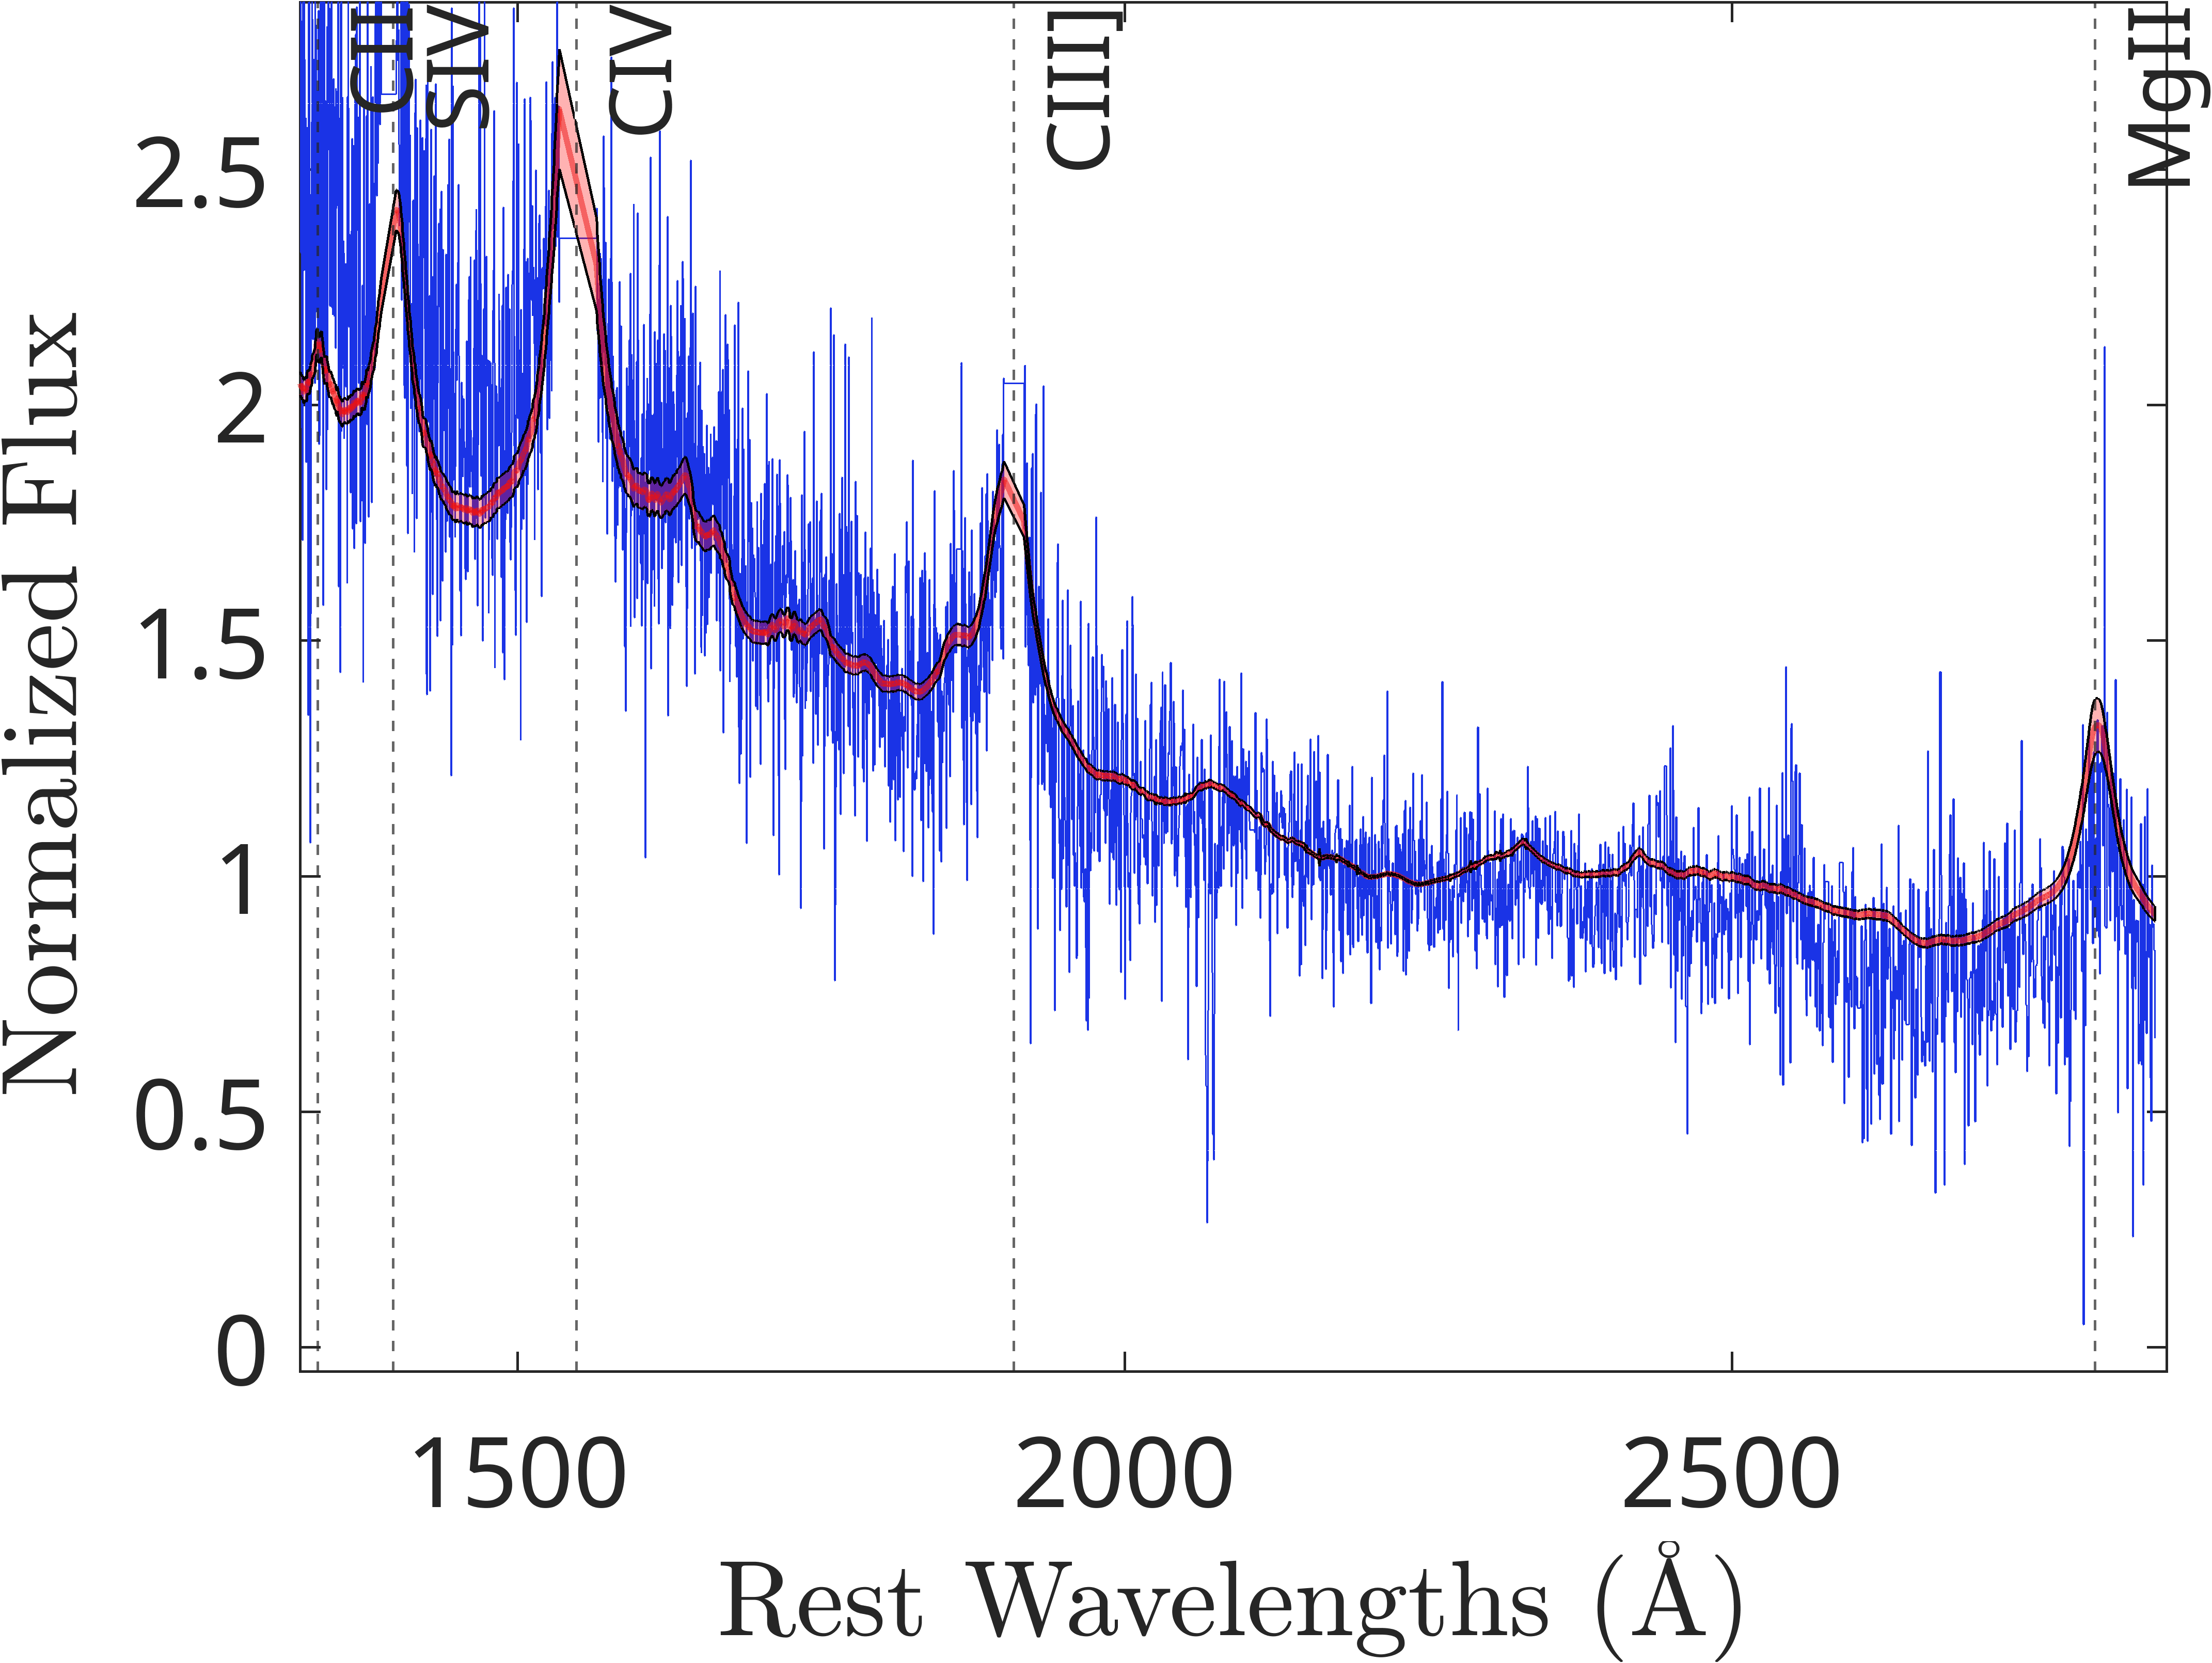 CII
SIV
CIV
CIII]
MgII
Normalized Flux
2.5
2
1.5
1
0.5
0
1500
2000
2500
Rest Wavelengths (Å)